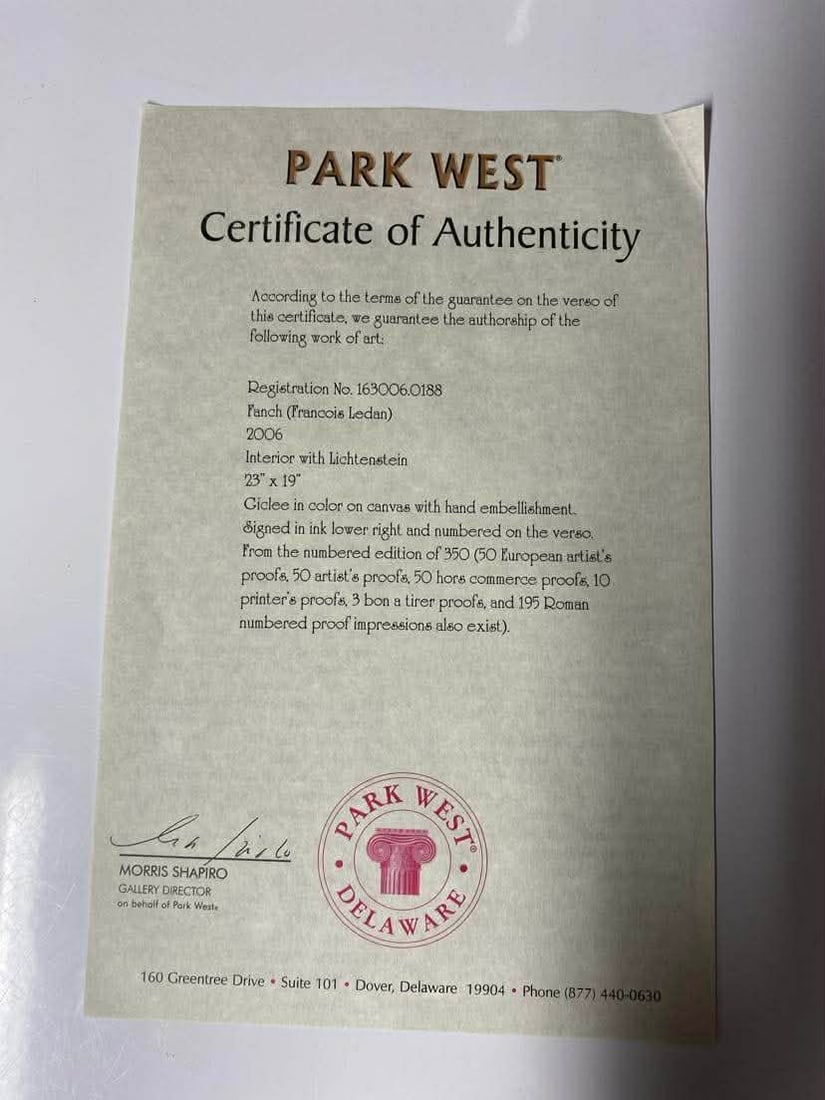 PARK WEST®
Certificate of Authenticity
According to the terms of the guarantee on the verso of
this certificate, we guarantee the authorship of the
following work of art:
Registration No. 163006.0188
Fanch (Francois Ledan)
2006
Interior with Lichtenstein
23" x 19"
Giclee in color on canvas with hand embellishment.
Signed in ink lower right and numbered on the verso.
From the numbered edition of 350 (50 European artist's
proofs, 50 artist's proofs, 50 hors commerce proofs, 10
printer's proofs, 3 bon a tirer proofs, and 195 Roman
numbered proof impressions also exist).
MORRIS SHAPIRO
GALLERY DIRECTOR
on behalf of Park West®
PARK WEST®
• DELAWARE •
160 Greentree Drive • Suite 101 • Dover, Delaware 19904 • Phone (877) 440-0630